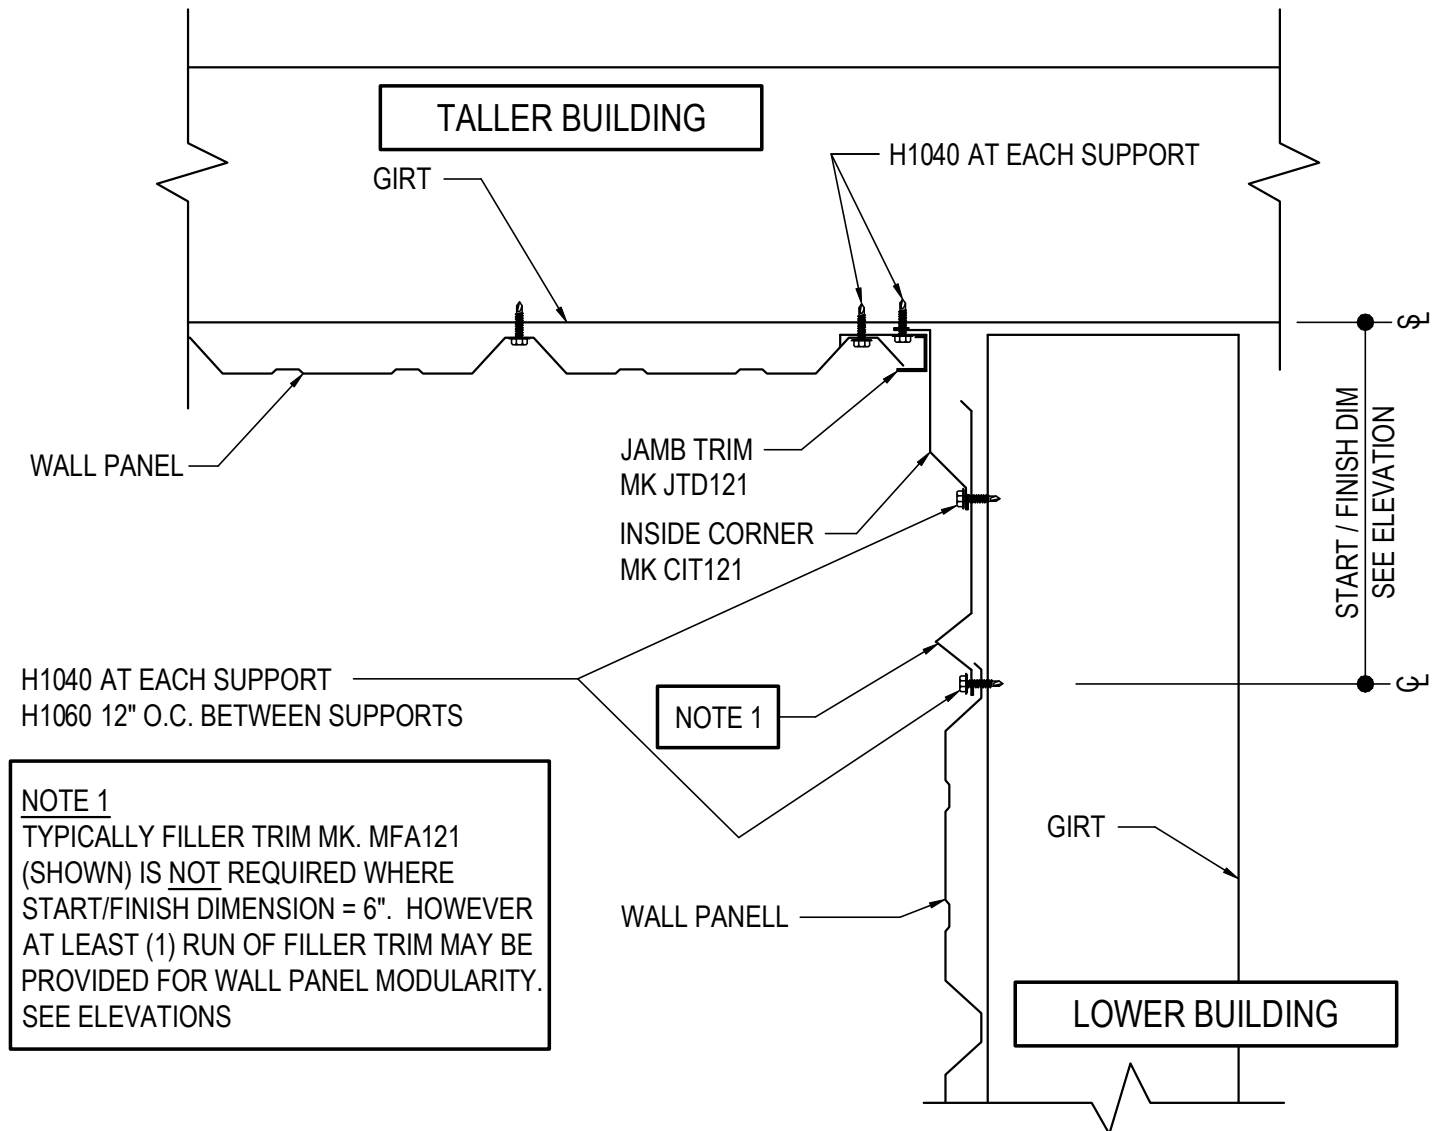 TALLER BUILDING
H1040 AT EACH SUPPORT
GIRT
WALL PANEL
JAMB TRIM
MK JTD121
INSIDE CORNER
MK CIT121
START / FINISH DIM
SEE ELEVATION
SL
CL
H1040 AT EACH SUPPORT
H1060 12" O.C. BETWEEN SUPPORTS
NOTE 1
NOTE 1
TYPICALLY FILLER TRIM MK. MFA121
(SHOWN) IS NOT REQUIRED WHERE
START/FINISH DIMENSION = 6". HOWEVER
AT LEAST (1) RUN OF FILLER TRIM MAY BE
PROVIDED FOR WALL PANEL MODULARITY.
SEE ELEVATIONS
GIRT
WALL PANELL
LOWER BUILDING